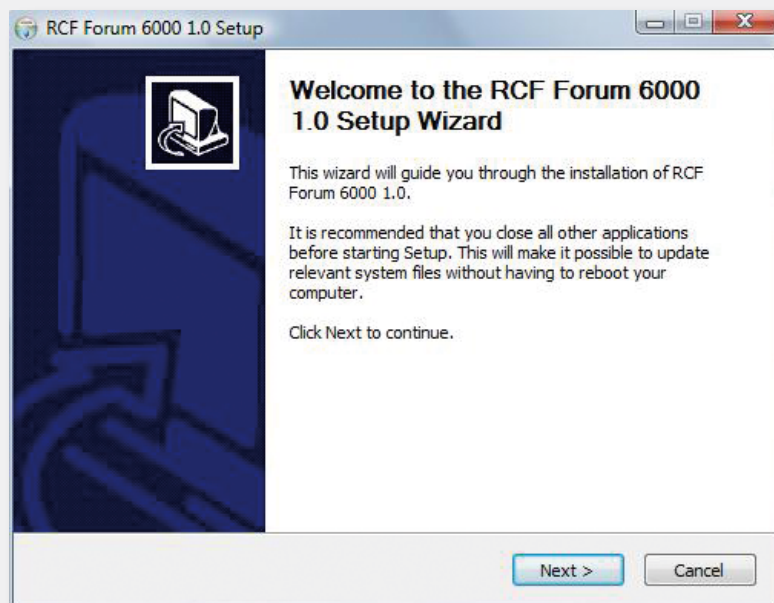 RCF Forum 6000 1.0 Setup
Welcome to the RCF Forum 6000
1.0 Setup Wizard
This wizard will guide you through the installation of RCF
Forum 6000 1.0.
It is recommended that you close all other applications
before starting Setup. This will make it possible to update
relevant system files without having to reboot your
computer.
Click Next to continue.
Next > Cancel